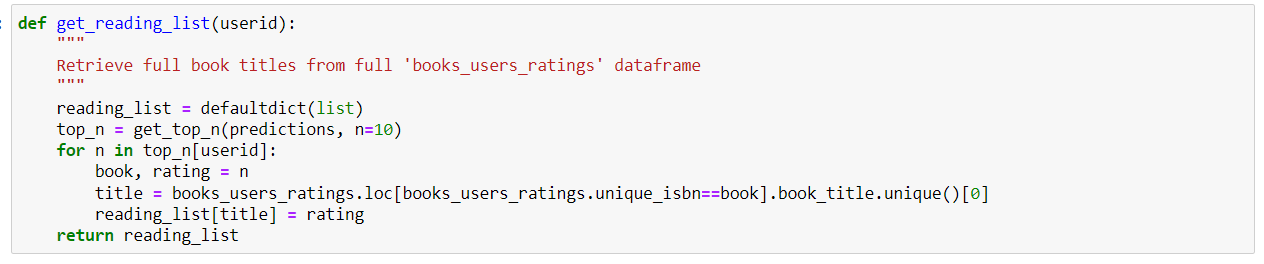 : def get_reading_list(userid):
    """
    Retrieve full book titles from full 'books_users_ratings' dataframe
    """
    reading_list = defaultdict(list)
    top_n = get_top_n(predictions, n=10)
    for n in top_n[userid]:
        book, rating = n
        title = books_users_ratings.loc[books_users_ratings.unique_isbn==book].book_title.unique()[0]
        reading_list[title] = rating
    return reading_list